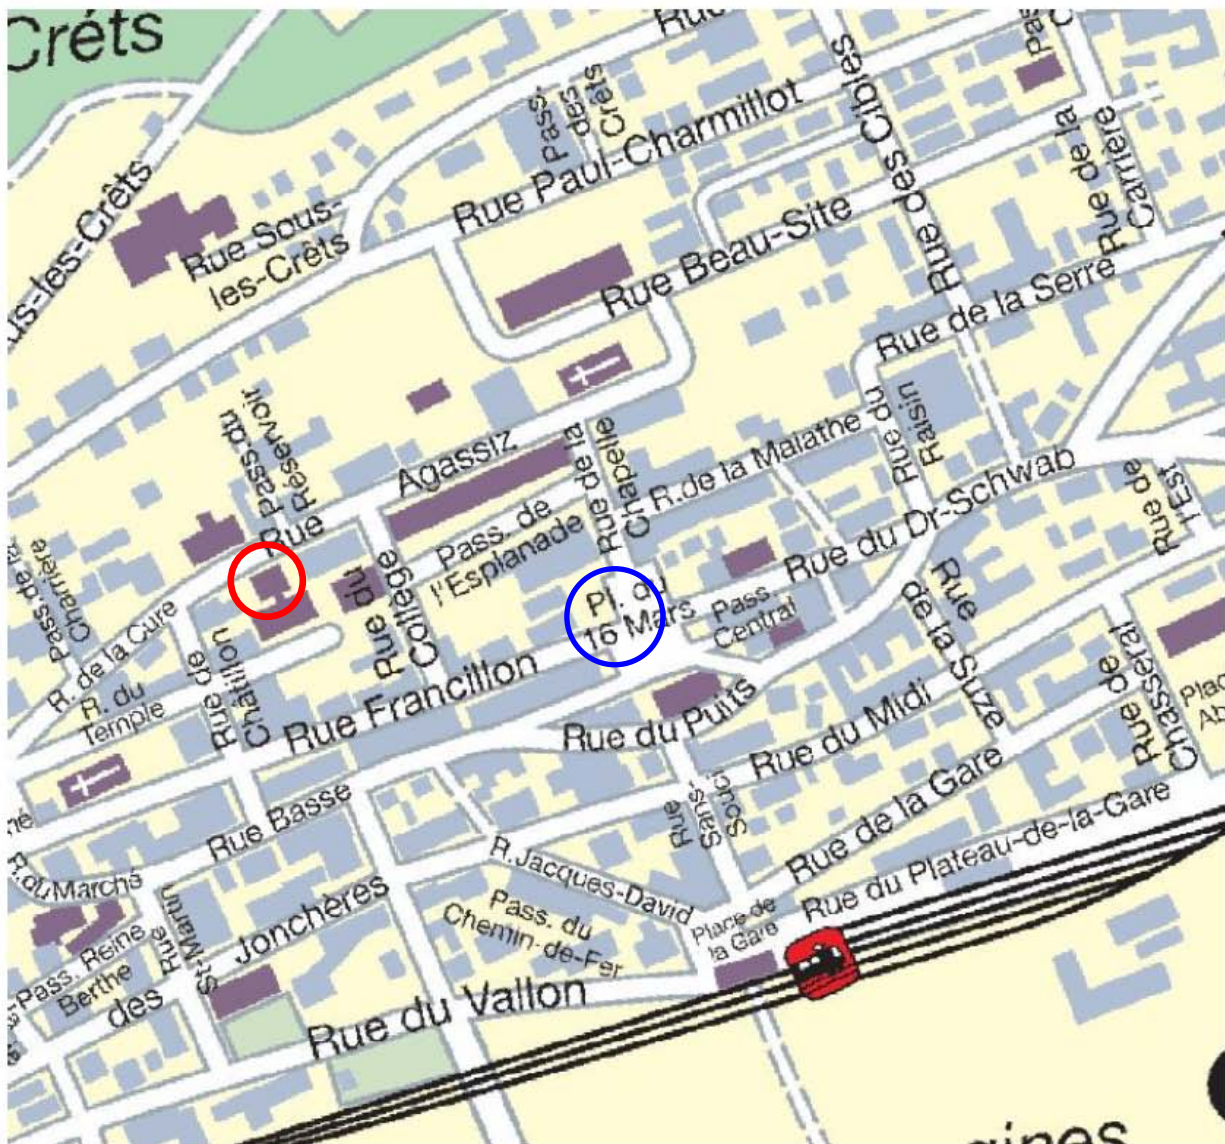 Crêts
Rue
Pass.
des
Crêts
Rue Paul-Charmillot
Rue des Cibles
Rue de la
Carrière
us-les-Crêts
Rue Sous-
les-Crêts
Rue Beau-Site
Rue de la Serre
Pass.du
Réservoir
Rue
Agassiz
Rue de la
Chapelle
R.de la Malathe
Rue du
Raisin
Rue du Dr-Schwab
Rue de
l'Est
Pass. de
l'Esplanade
Charrière
R. de la Cure
R. du
Temple
Rue de
Châtillon
Rue du
Collège
Pl. du
16 Mars
Pass.
Central
Rue Francillon
Rue
de la Suze
Rue de
Chasseral
Rue du Puits
Rue du Midi
Rue
Sans-
Souci
Rue de la Gare
Rue du Plateau-de-la-Gare
Rue Basse
R.du Marché
Rue
St-Martin
Pass. Reine
Berthe
des
Jonchères
R.Jacques-David
Pass. du
Chemin-de-Fer
Place de
la Gare
Rue du Vallon